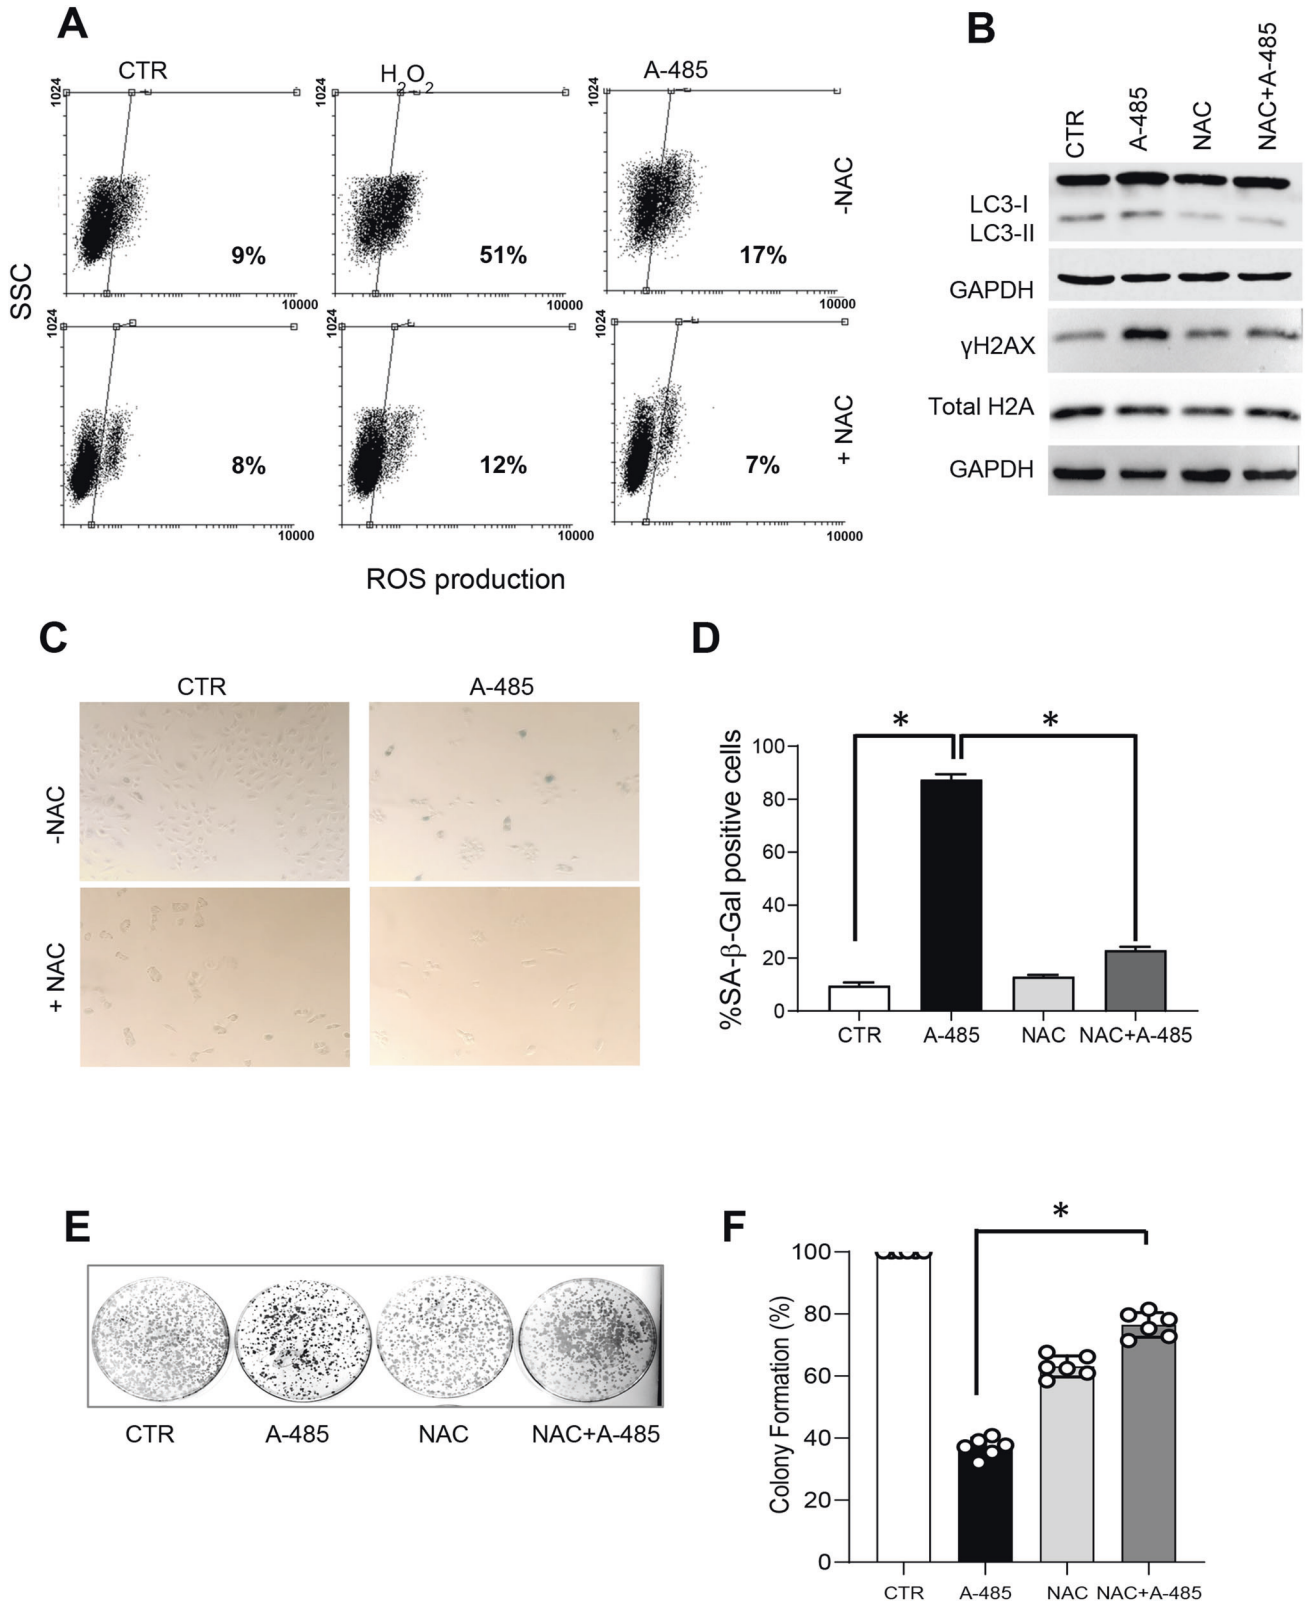 A
CTR
H2O2
A-485
1024
1024
1024
-NAC
9%
51%
17%
10000
10000
10000
SSC
1024
1024
1024
+ NAC
8%
12%
7%
10000
10000
10000
ROS production
B
CTR
A-485
NAC
NAC+A-485
LC3-I
LC3-II
GAPDH
γH2AX
Total H2A
GAPDH
C
CTR
A-485
-NAC
+ NAC
D
%SA-β-Gal positive cells
100
80
60
40
20
0
*
*
CTR
A-485
NAC
NAC+A-485
E
CTR
A-485
NAC
NAC+A-485
F
Colony Formation (%)
100
80
60
40
20
0
*
CTR
A-485
NAC
NAC+A-485